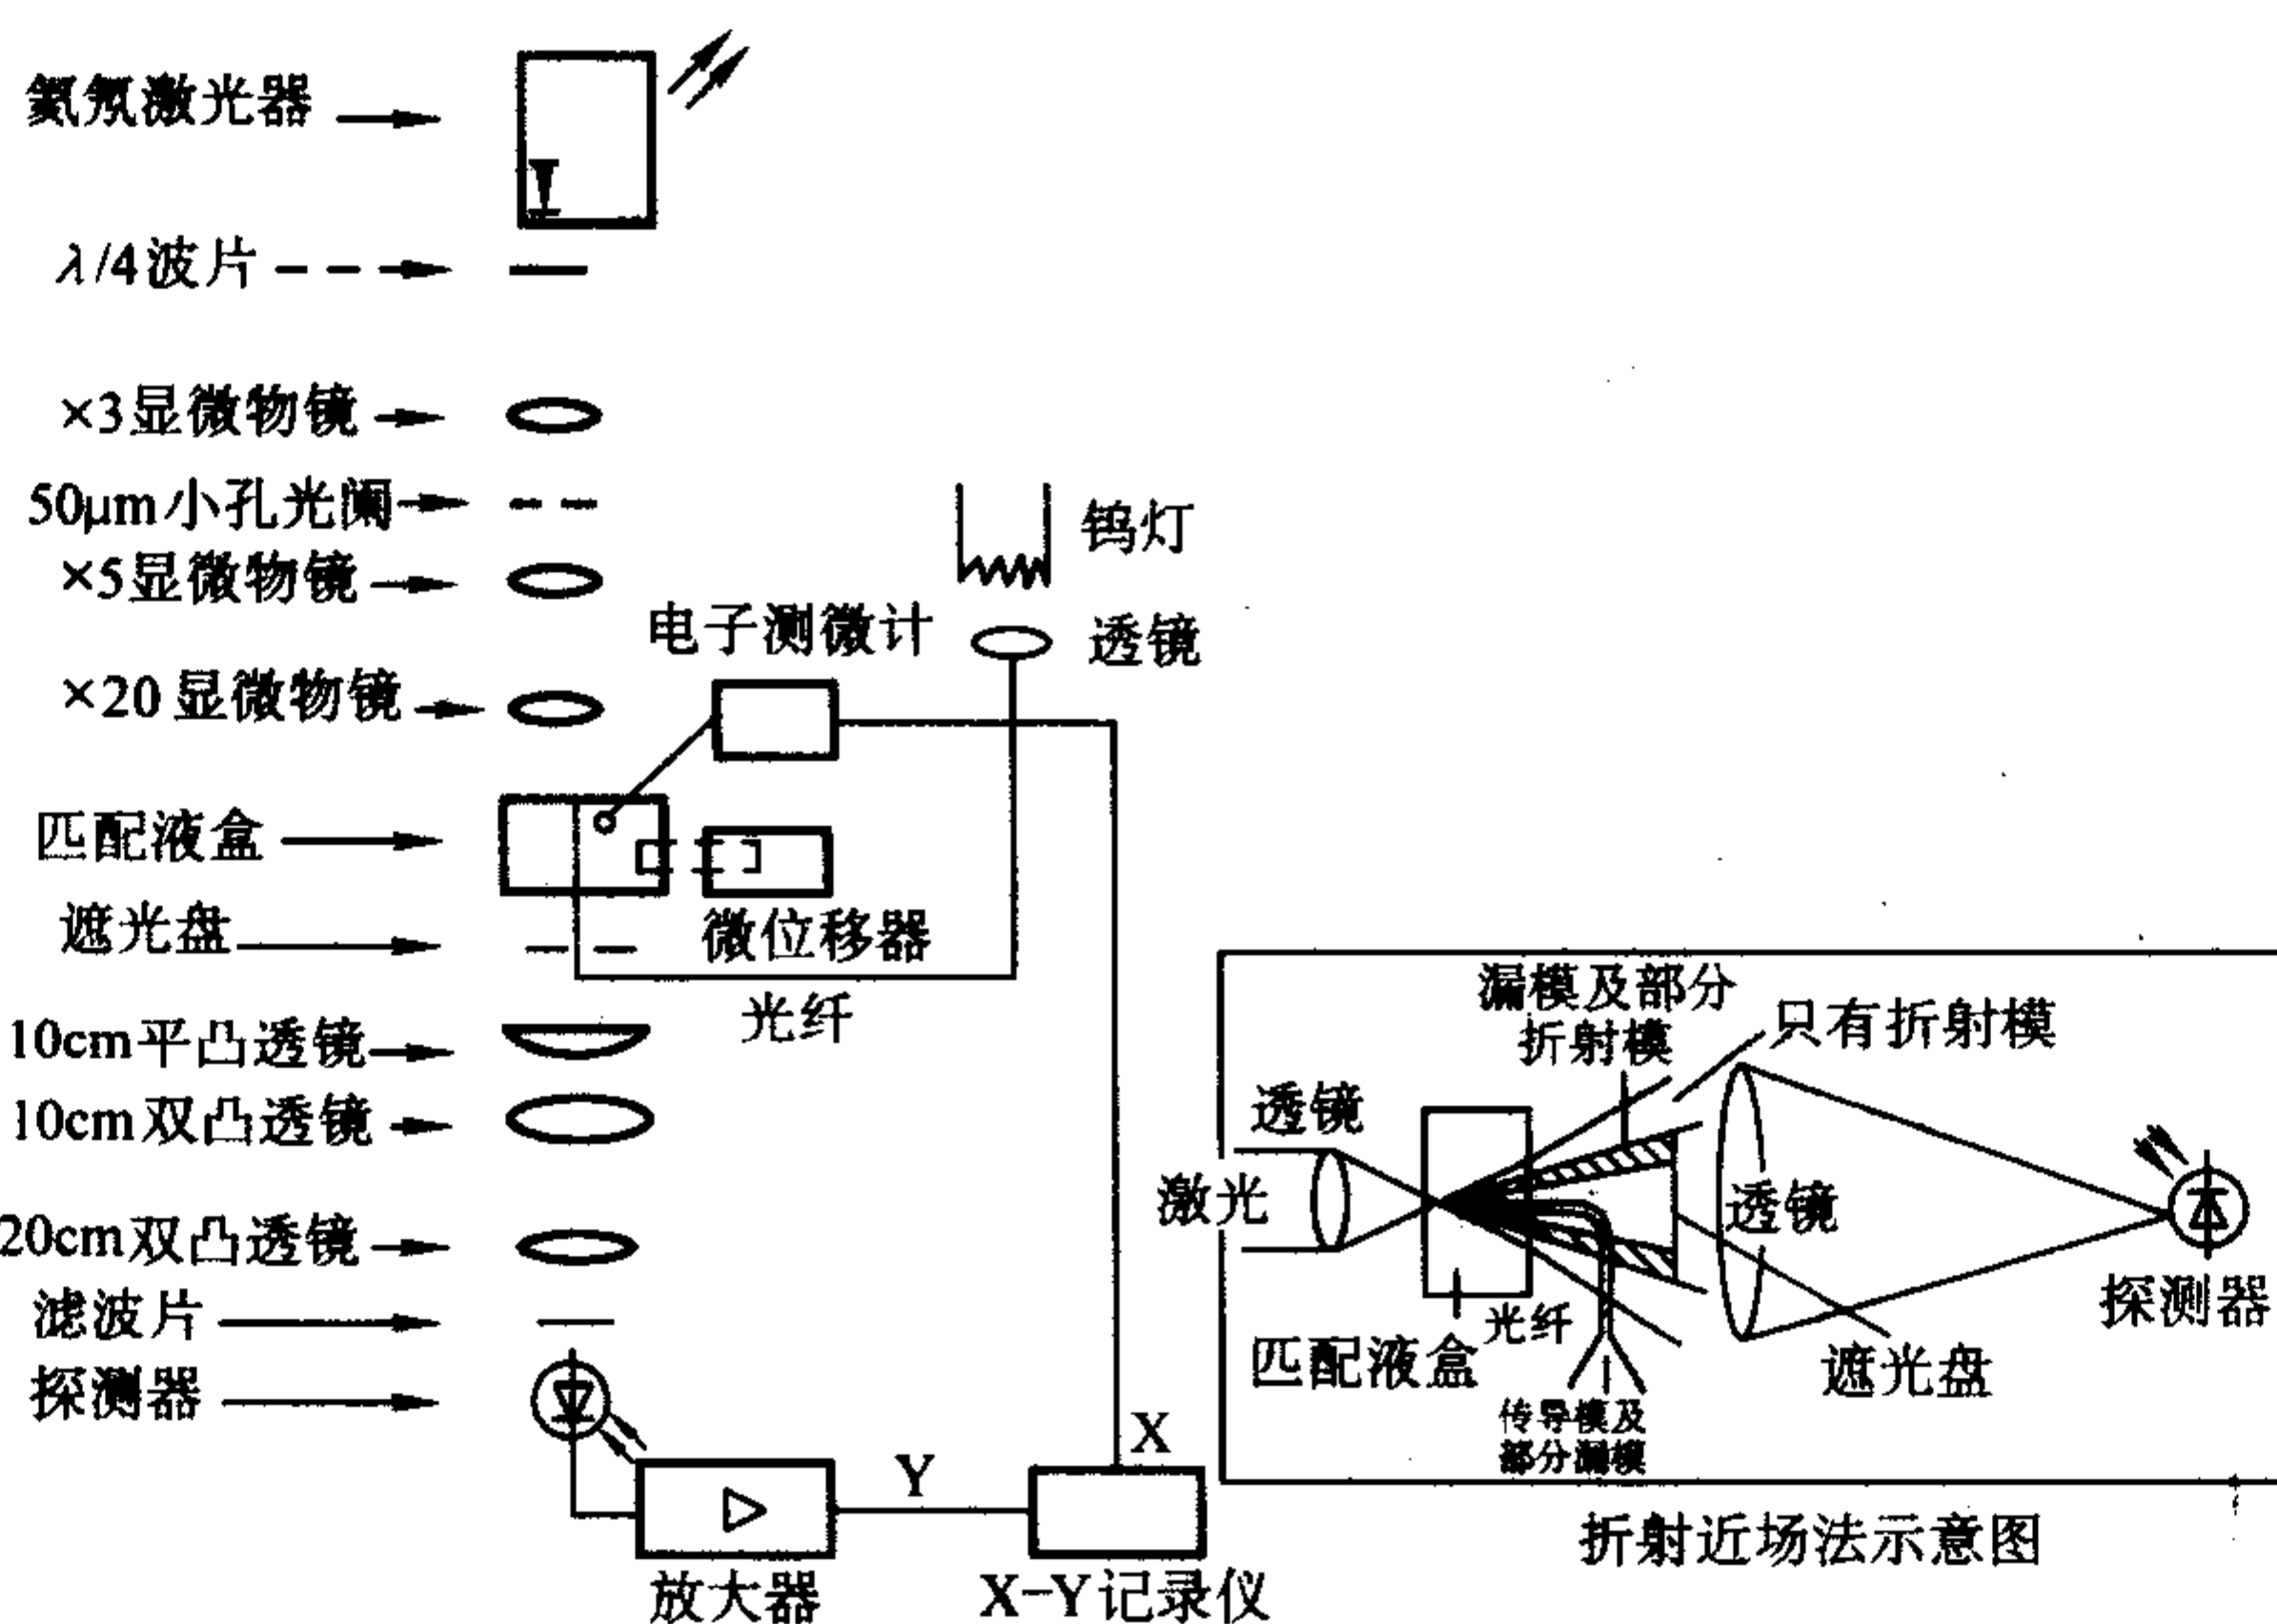 氦氖激光器
λ/4波片
×3显微物镜
50μm小孔光阑
×5显微物镜
×20显微物镜
匹配液盒
遮光盘
10cm平凸透镜
10cm双凸透镜
20cm双凸透镜
滤波片
探测器
钨灯
透镜
电子测微计
微位移器
光纤
X
Y
放大器
X-Y记录仪
漏模及部分
折射模
只有折射模
透镜
激光
透镜
探测器
光纤
匹配液盒
遮光盘
传导模及
部分漏模
折射近场法示意图